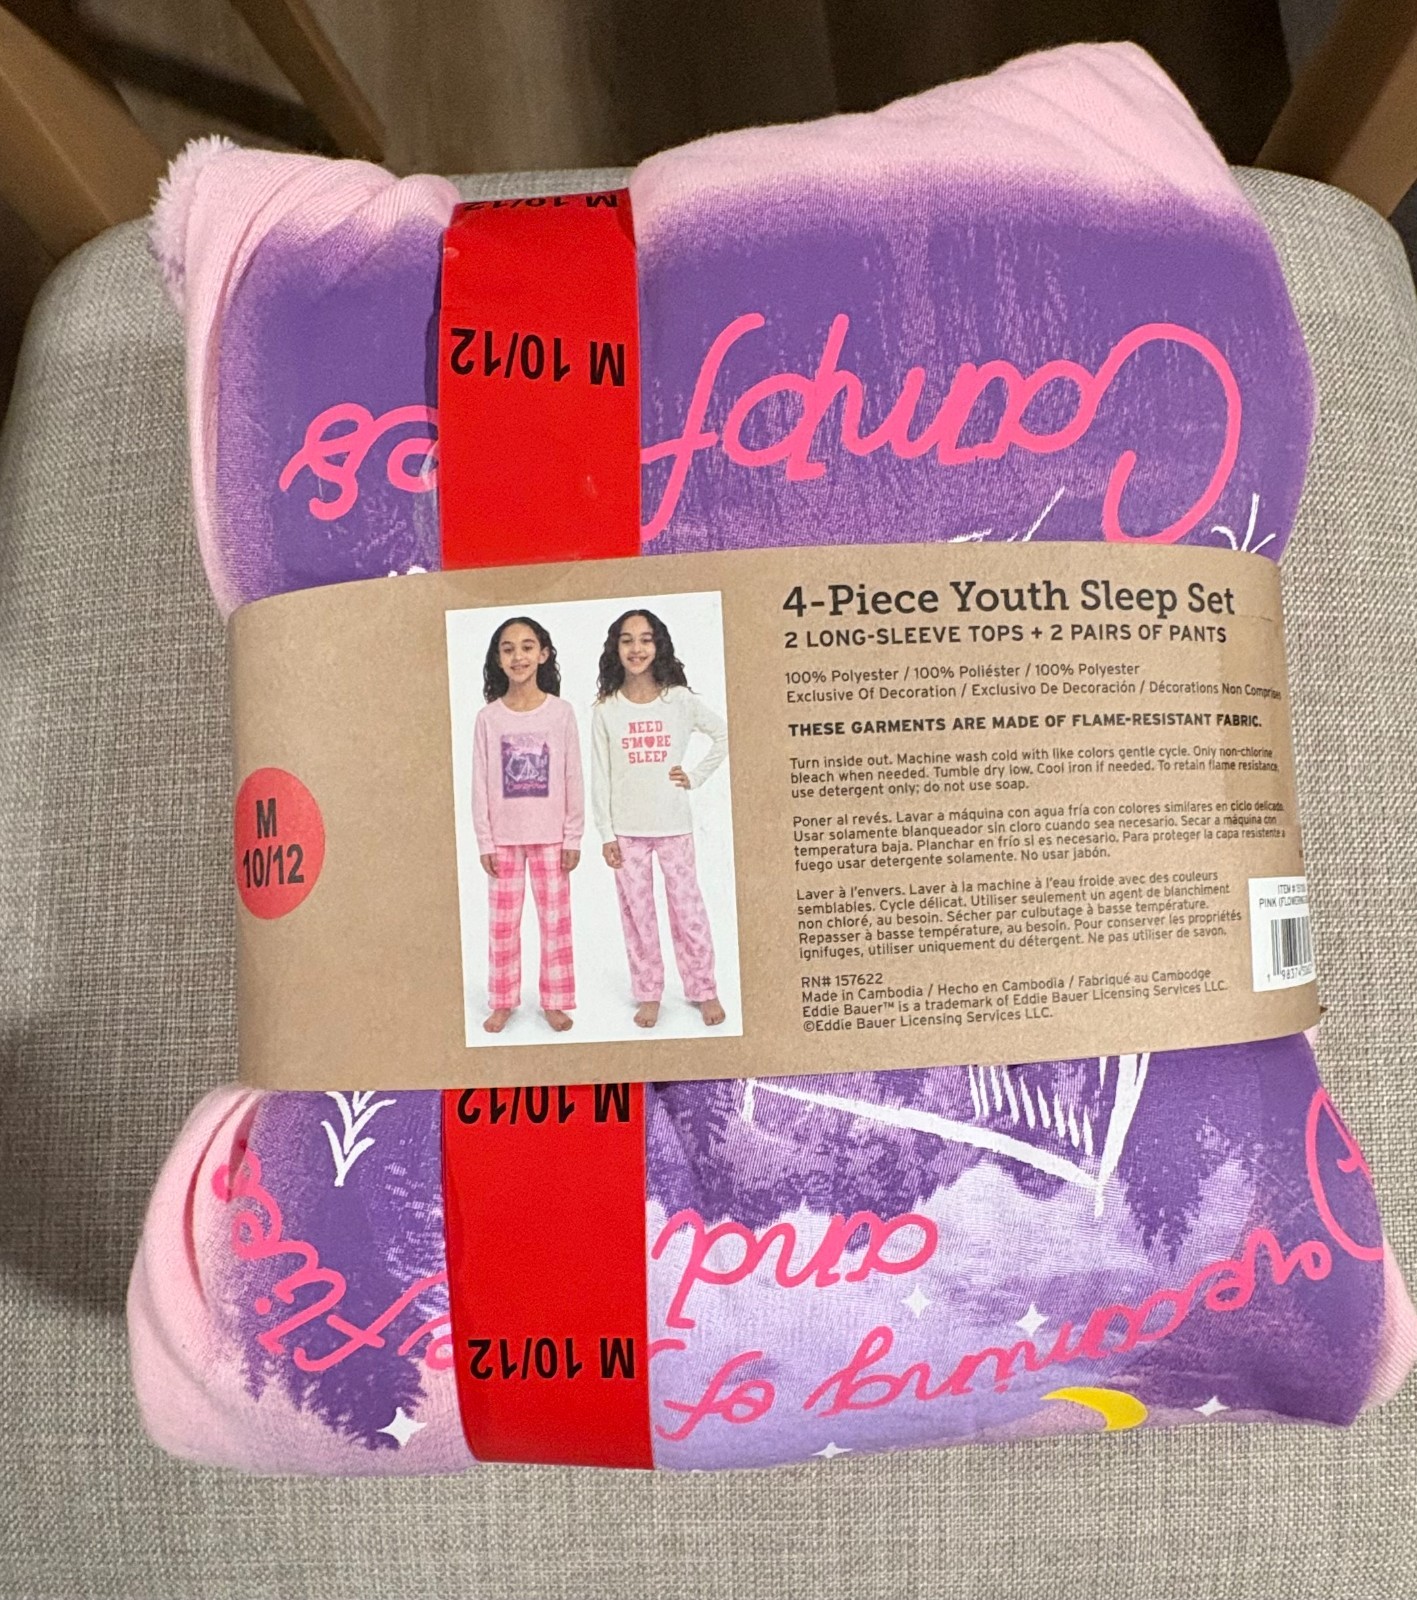 M 10/12
M 10/12
Campf
es
4-Piece Youth Sleep Set
2 LONG-SLEEVE TOPS + 2 PAIRS OF PANTS
100% Polyester / 100% Poliéster / 100% Polyester
Exclusive Of Decoration / Exclusivo De Decoración / Décorations Non Comprises
THESE GARMENTS ARE MADE OF FLAME-RESISTANT FABRIC.
Turn inside out. Machine wash cold with like colors gentle cycle. Only non-chlorine
bleach when needed. Tumble dry low. Cool iron if needed. To retain flame resistance,
use detergent only; do not use soap.
Poner al revés. Lavar a máquina con agua fría con colores similares en ciclo delicado.
Usar solamente blanqueador sin cloro cuando sea necesario. Secar a máquina con
temperatura baja. Planchar en frío si es necesario. Para proteger la capa resistente a
fuego usar detergente solamente. No usar jabón.
Laver à l'envers. Laver à la machine à l'eau froide avec des couleurs
semblables. Cycle délicat. Utiliser seulement un agent de blanchiment
non chloré, au besoin. Sécher par culbutage à basse température.
Repasser à basse température, au besoin. Pour conserver les propriétés
ignifuges, utiliser uniquement du détergent. Ne pas utiliser de savon.
RN# 157622
Made in Cambodia / Hecho en Cambodia / Fabriqué au Cambodge
Eddie Bauer™ is a trademark of Eddie Bauer Licensing Services LLC.
©Eddie Bauer Licensing Services LLC.
NEED
S'MORE
SLEEP
M
10/12
ITEM #
PINK
M 10/12
and
M 10/12
of